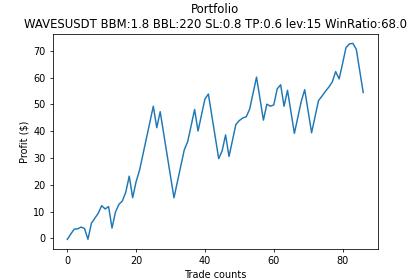 Portfolio
WAVESUSDT BBM:1.8 BBL:220 SL:0.8 TP:0.6 lev:15 WinRatio:68.0
70
60
50
40
30
20
10
0
Profit ($)
0 20 40 60 80
Trade counts